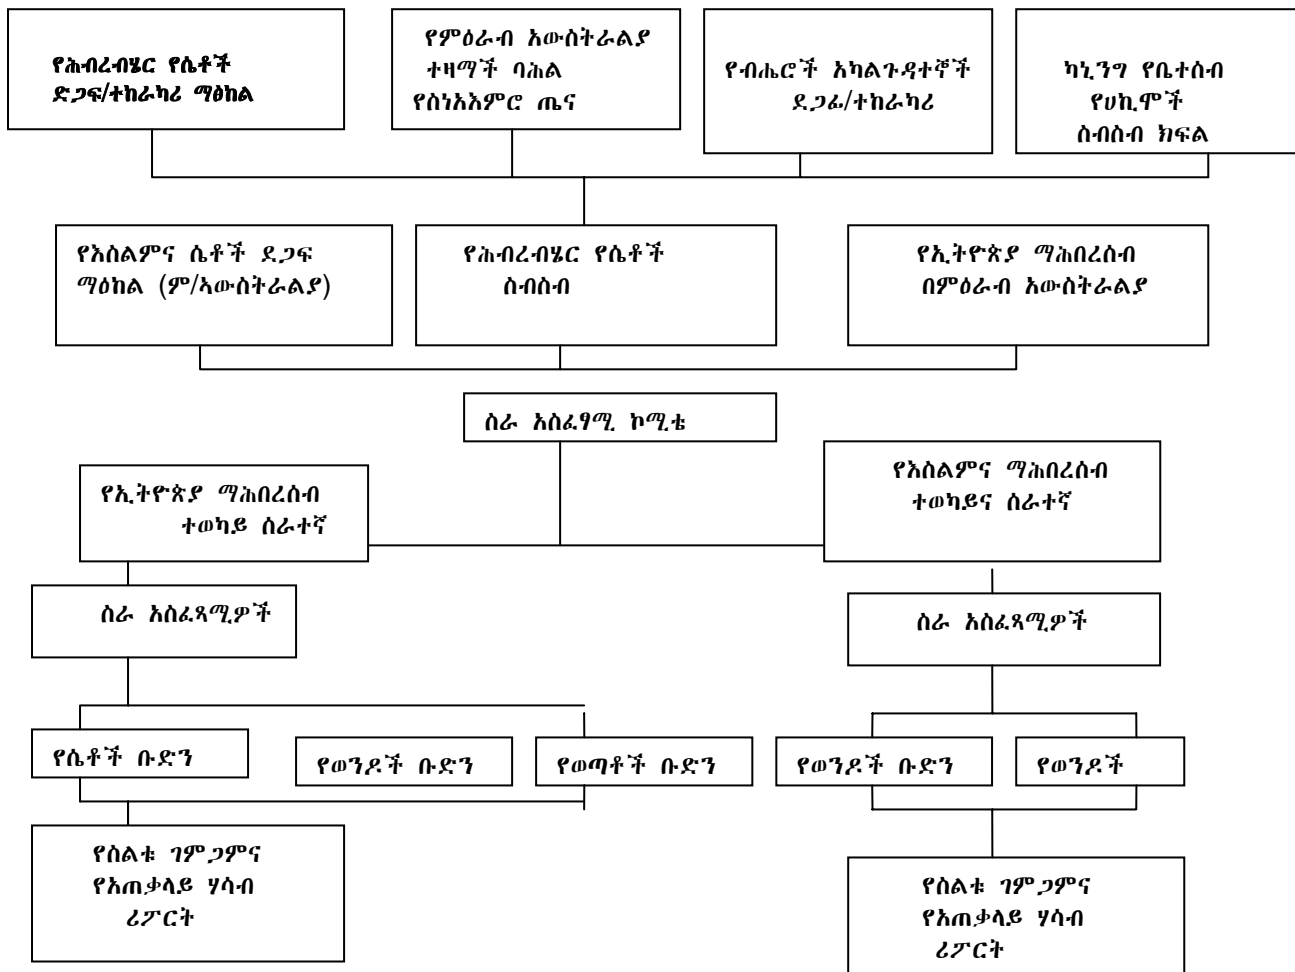 የሕብረብሄር የሴቶች
ድጋፍ/ተከራካሪ ማዕከል
የምዕራብ አውስትራልያ
ተዛማች ባሕል
የስነአእምሮ ጤና
የብሔሮች አካልጉዳተኞች
ደጋፊ/ተከራካሪ
ካኒንግ የቤተሰብ
የሀኪሞች
ስብስብ ክፍል
የእስልምና ሴቶች ደጋፍ
ማዕከል (ም/ኣውስትራልያ)
የሕብረብሄር የሴቶች
ስብስብ
የኢትዮጵያ ማሕበረሰብ
በምዕራብ አውስትራልያ
ስራ አስፈፃሚ ኮሚቴ
የኢትዮጵያ ማሕበረሰብ
ተወካይ ሰራተኛ
የእስልምና ማሕበረሰብ
ተወካይና ሰራተኛ
ስራ አስፈጻሚዎች
ስራ አስፈጻሚዎች
የሴቶች ቡድን
የወንዶች ቡድን
የወጣቶች ቡድን
የወንዶች ቡድን
የወንዶች
የስልቱ ገምጋምና
የአጠቃላይ ሃሳብ
ሪፖርት
የስልቱ ገምጋምና
የአጠቃላይ ሃሳብ
ሪፖርት